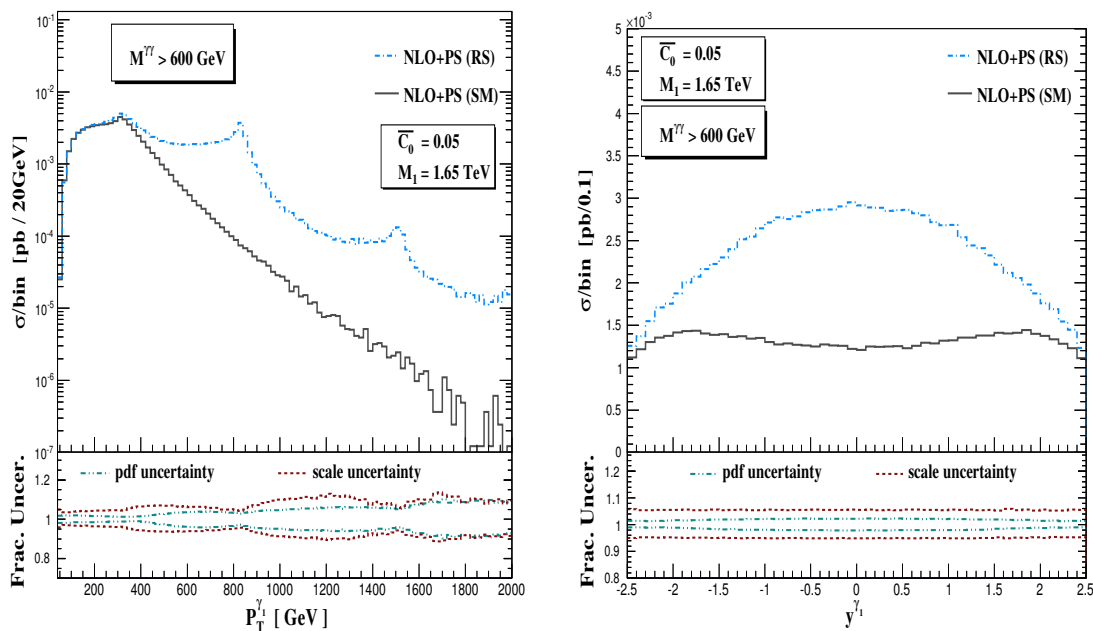 10⁻¹
10⁻²
10⁻³
10⁻⁴
10⁻⁵
10⁻⁶
10⁻⁷
σ/bin [pb / 20GeV]
M^γγ > 600 GeV
NLO+PS (RS)
NLO+PS (SM)
C̅₀ = 0.05
M₁ = 1.65 TeV
Frac. Uncer.
1.2
1.1
1
0.9
0.8
pdf uncertainty
scale uncertainty
200 400 600 800 1000 1200 1400 1600 1800 2000
P_T^γ₁ [ GeV ]
×10⁻³
5
4.5
4
3.5
3
2.5
2
1.5
1
0.5
0
σ/bin [pb/0.1]
C̅₀ = 0.05
M₁ = 1.65 TeV
M^γγ > 600 GeV
NLO+PS (RS)
NLO+PS (SM)
Frac. Uncer.
1.2
1.15
1.1
1.05
1
0.95
0.9
0.85
0.8
pdf uncertainty
scale uncertainty
-2.5 -2 -1.5 -1 -0.5 0 0.5 1 1.5 2 2.5
y^γ₁